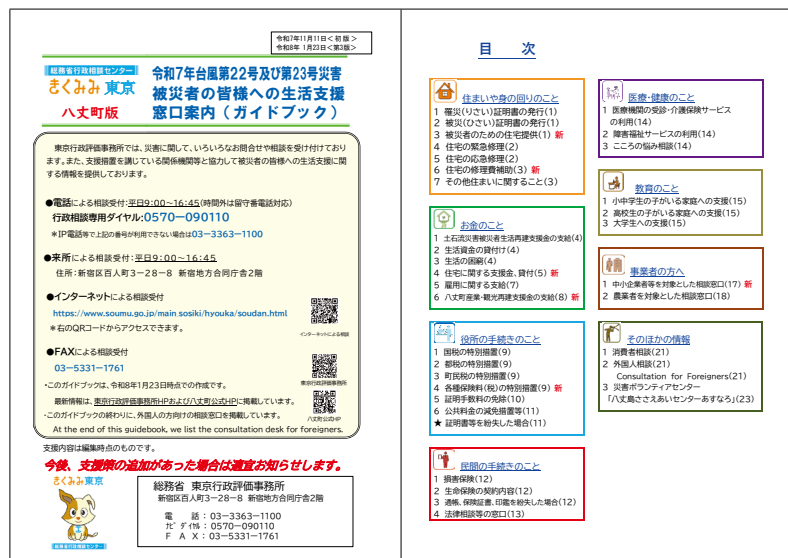 令和7年11月11日＜初 版＞
令和8年 1月23日＜第3版＞
総務省行政相談センター
きくみみ 東京
八丈町版
令和7年台風第22号及び第23号災害
被災者の皆様への生活支援
窓口案内（ガイドブック）
東京行政評価事務所では、災害に関して、いろいろなお問合せや相談を受け付けており
ます。また、支援措置を講じている関係機関等と協力して被災者の皆様への生活支援に関
する情報を提供しております。
●電話による相談受付：平日9：00～16：45（時間外は留守番電話対応）
行政相談専用ダイヤル：0570－090110
＊IP電話等で上記の番号が利用できない場合は03－3363－1100
●来所による相談受付：平日9：00～16：45
住所：新宿区百人町3－28－8 新宿地方合同庁舎2階
●インターネットによる相談受付
https://www.soumu.go.jp/main_sosiki/hyouka/soudan.html
＊右のQRコードからアクセスできます。
インターネットによる相談
●FAXによる相談受付
03－5331－1761
東京行政評価事務所
・このガイドブックは、令和8年1月23日時点での作成です。
最新情報は、東京行政評価事務所HPおよび八丈町公式HPに掲載しています。
・このガイドブックの終わりに、外国人の方向けの相談窓口を掲載しています。
八丈町公式HP
At the end of this guidebook, we list the consultation desk for foreigners.
支援内容は編集時点のものです。
今後、支援策の追加があった場合は適宜お知らせします。
きくみみ東京
総務省行政相談センター
総務省 東京行政評価事務所
新宿区百人町3－28－8 新宿地方合同庁舎2階
電 話：03－3363－1100
ﾅﾋﾞﾀﾞｲﾔﾙ：0570－090110
F A X：03－5331－1761
目 次
住まいや身の回りのこと
1 罹災（りさい）証明書の発行（1）
2 被災（ひさい）証明書の発行（1）
3 被災者のための住宅提供（1） 新
4 住宅の緊急修理（2）
5 住宅の応急修理（2）
6 住宅の修理費補助（3） 新
7 その他住まいに関すること（3）
お金のこと
1 土石流災害被災者生活再建支援金の支給（4）
2 生活資金の貸付け（4）
3 生活の困窮（4）
4 住宅に関する支援金、貸付（5） 新
5 雇用に関する支給（7）
6 八丈町産業・観光再建支援金の支給（8） 新
役所の手続きのこと
1 国税の特別措置（9）
2 都税の特別措置（9）
3 町民税の特別措置（9）
4 各種保険料（税）の特別措置（9） 新
5 証明手数料の免除（10）
6 公共料金の減免措置等（11）
★ 証明書等を紛失した場合（11）
民間の手続きのこと
1 損害保険（12）
2 生命保険の契約内容（12）
3 通帳、保険証書、印鑑を紛失した場合（12）
4 法律相談等の窓口（13）
医療・健康のこと
1 医療機関の受診・介護保険サービス
の利用（14）
2 障害福祉サービスの利用（14）
3 こころの悩み相談（14）
教育のこと
1 小中学生の子がいる家庭への支援（15）
2 高校生の子がいる家庭への支援（15）
3 大学生への支援（15）
事業者の方へ
1 中小企業者等を対象とした相談窓口（17） 新
2 農業者を対象とした相談窓口（18）
そのほかの情報
1 消費者相談（21）
2 外国人相談（21）
Consultation for Foreigners（21）
3 災害ボランティアセンター
「八丈島ささえあいセンターあすなろ」（23）